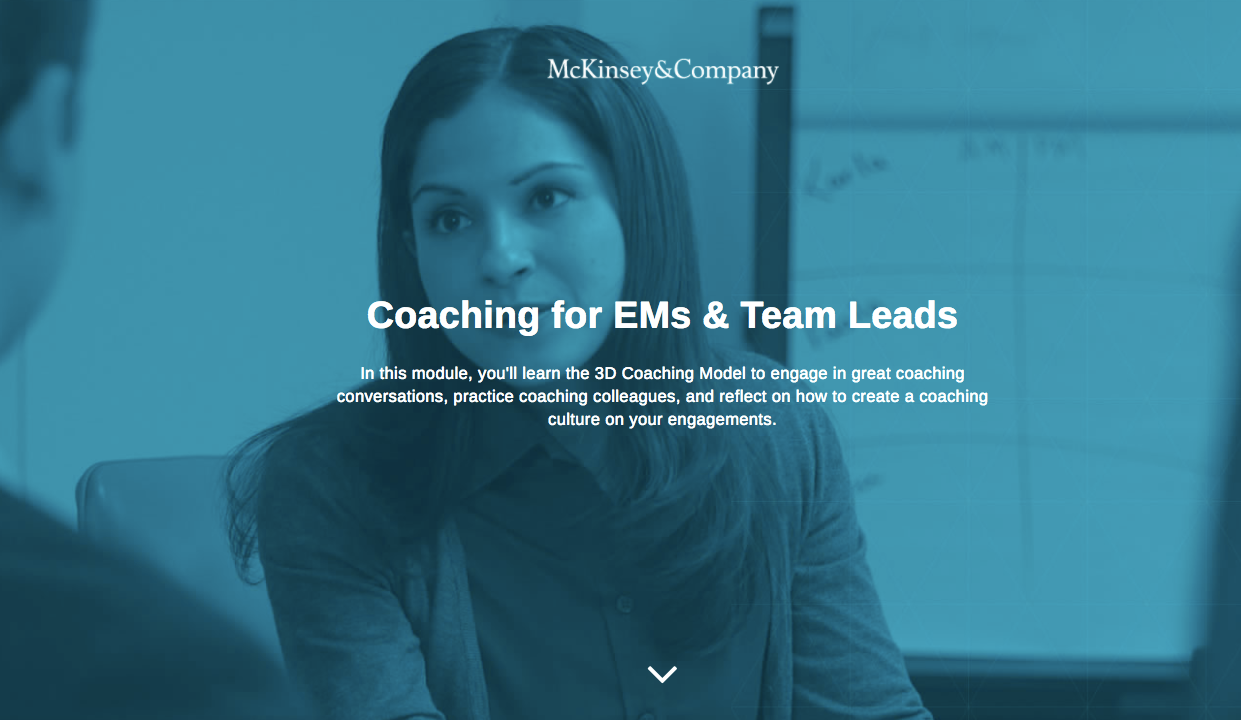 McKinsey&Company
Coaching for EMs & Team Leads
In this module, you'll learn the 3D Coaching Model to engage in great coaching
conversations, practice coaching colleagues, and reflect on how to create a coaching
culture on your engagements.